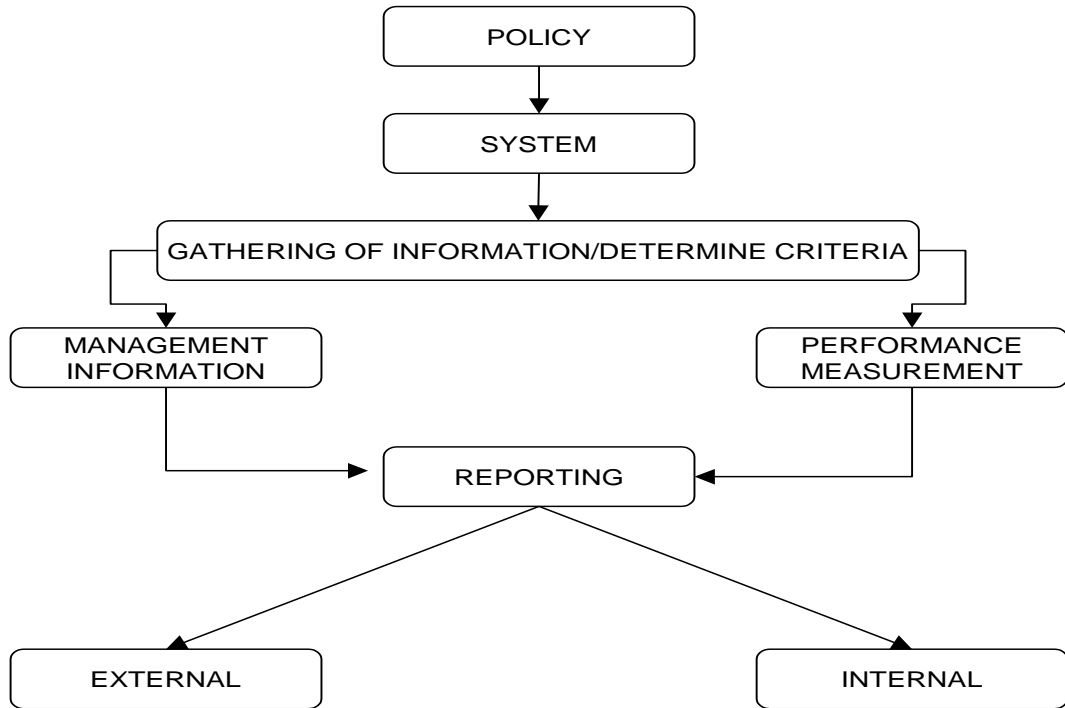 POLICY
SYSTEM
GATHERING OF INFORMATION/DETERMINE CRITERIA
MANAGEMENT
INFORMATION
PERFORMANCE
MEASUREMENT
REPORTING
EXTERNAL
INTERNAL